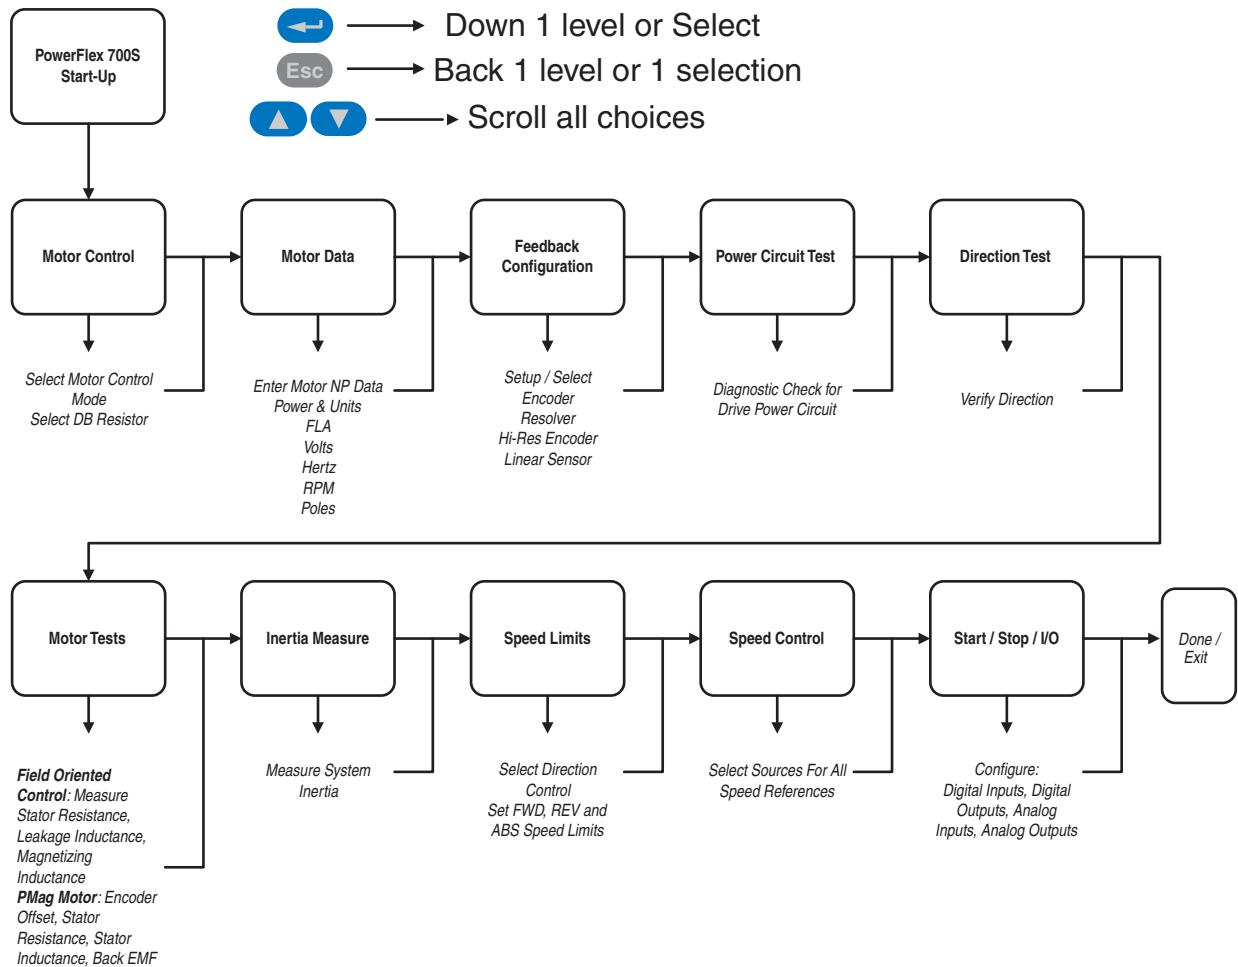 PowerFlex 700S
Start-Up
Down 1 level or Select
Esc
Back 1 level or 1 selection
Scroll all choices
Motor Control
Motor Data
Feedback
Configuration
Power Circuit Test
Direction Test
Select Motor Control
Mode
Select DB Resistor
Enter Motor NP Data
Power & Units
FLA
Volts
Hertz
RPM
Poles
Setup / Select
Encoder
Resolver
Hi-Res Encoder
Linear Sensor
Diagnostic Check for
Drive Power Circuit
Verify Direction
Motor Tests
Inertia Measure
Speed Limits
Speed Control
Start / Stop / I/O
Done /
Exit
Field Oriented
Control: Measure
Stator Resistance,
Leakage Inductance,
Magnetizing
Inductance
PMag Motor: Encoder
Offset, Stator
Resistance, Stator
Inductance, Back EMF
Measure System
Inertia
Select Direction
Control
Set FWD, REV and
ABS Speed Limits
Select Sources For All
Speed References
Configure:
Digital Inputs, Digital
Outputs, Analog
Inputs, Analog Outputs